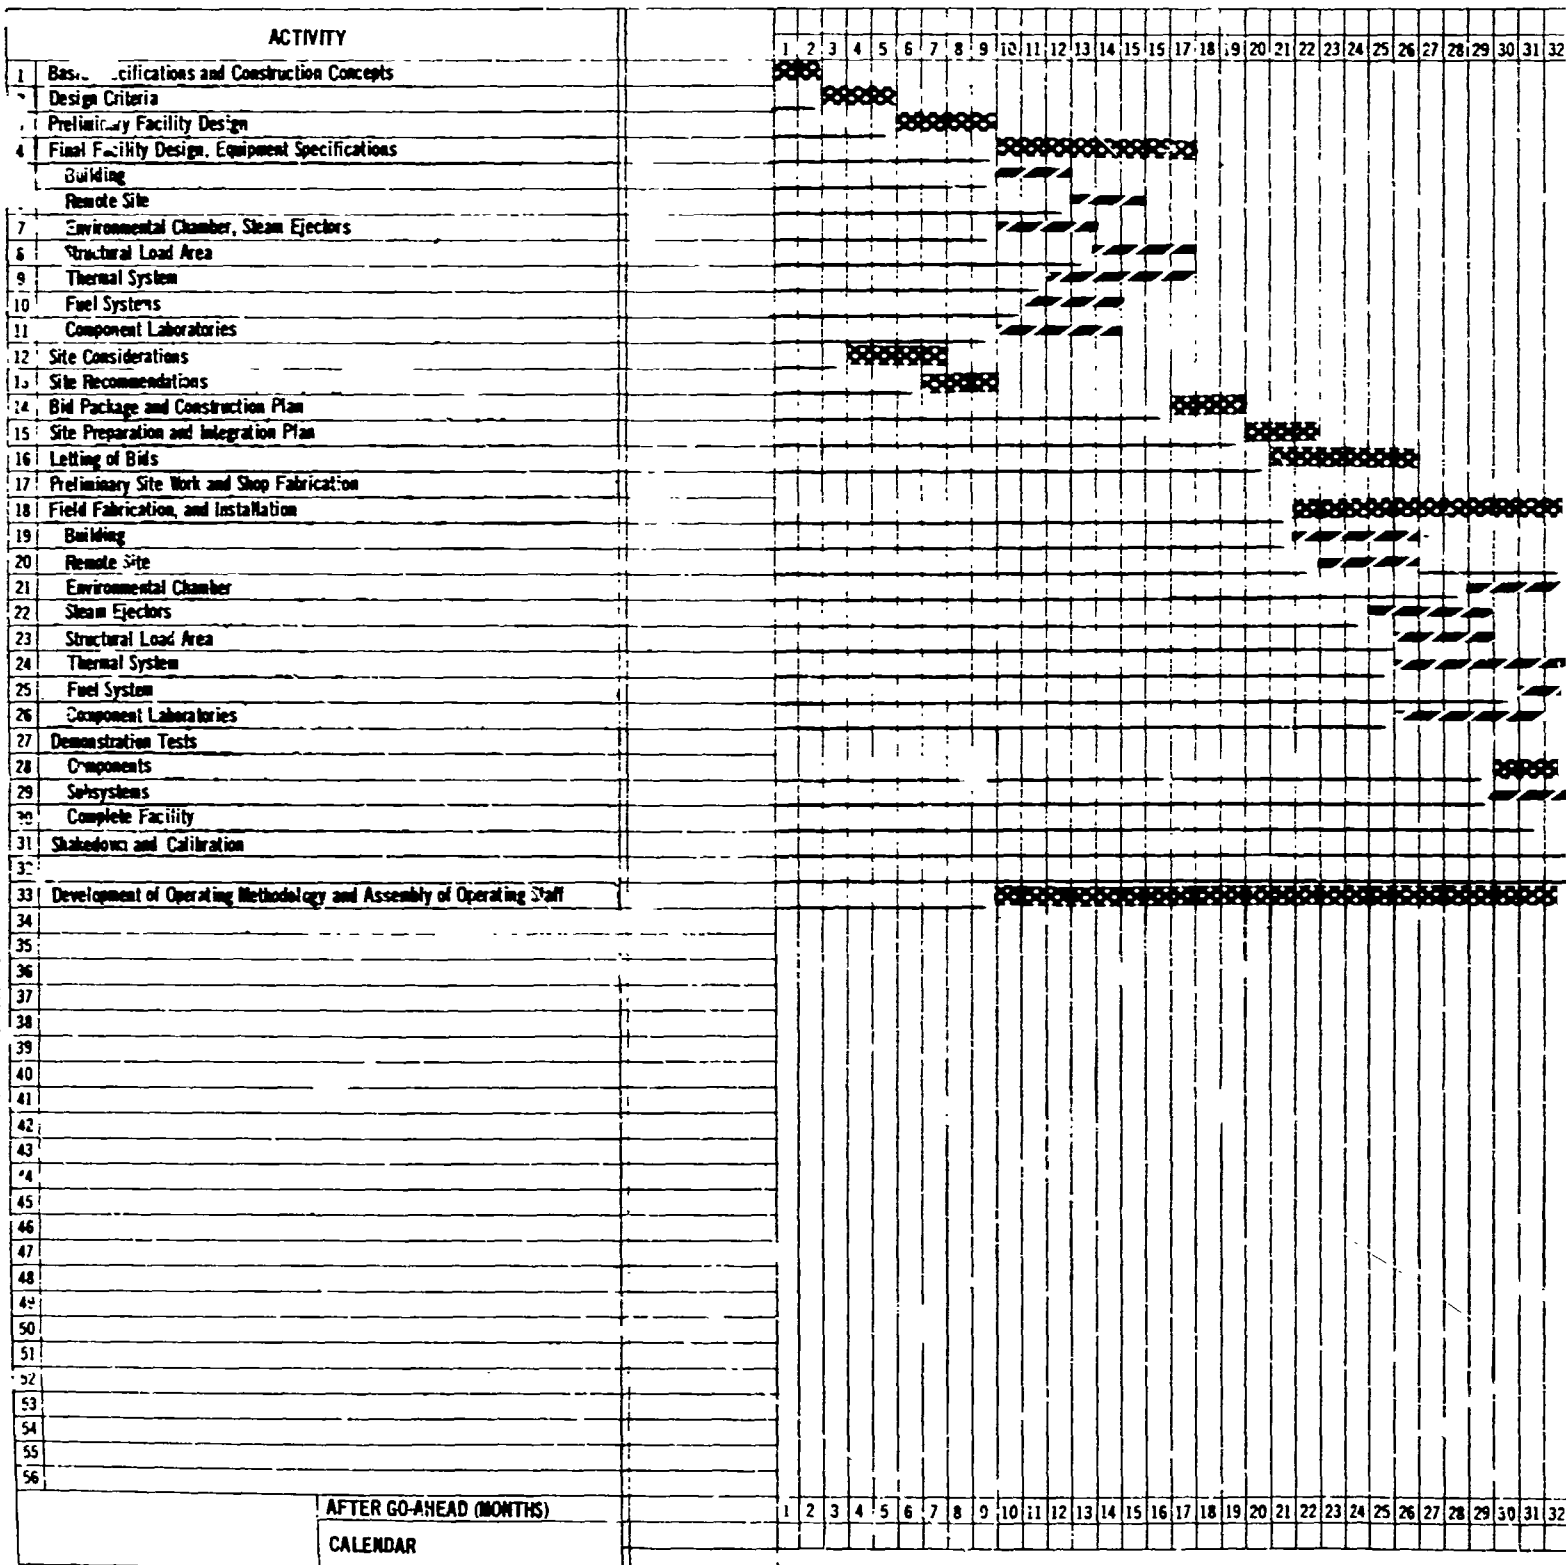 ACTIVITY
1 2 3 4 5 6 7 8 9 10 11 12 13 14 15 16 17 18 19 20 21 22 23 24 25 26 27 28 29 30 31 32
1 and Construction Concepts
Design Criteria
Facility Design
4 Final Facility Design, Equipment Specifications
Building
Remote Site
7 Environmental Chamber, Steam Ejectors
8 Structural Load Area
9 Thermal System
10 Fuel Systems
11 Component Laboratories
12 Site Considerations
13 Site Recommendations
14 Bid Package and Construction Plan
15 Site Preparation and Integration Plan
16 Letting of Bids
17 Preliminary Site Work and Shop Fabrication
18 Field Fabrication, and Installation
19 Building
20 Remote Site
21 Environmental Chamber
22 Steam Ejectors
23 Structural Load Area
24 Thermal System
25 Fuel System
26 Component Laboratories
27 Demonstration Tests
28 Components
29 Subsystems
30 Complete Facility
31 Shakedown and Calibration
32
33 Development of Operating Methodology and Assembly of Operating Staff
34
35
36
37
38
39
40
41
42
43
44
45
46
47
48
49
50
51
52
53
54
55
56
AFTER GO-AHEAD (MONTHS) 1 2 3 4 5 6 7 8 9 10 11 12 13 14 15 16 17 18 19 20 21 22 23 24 25 26 27 28 29 30 31 32
CALENDAR